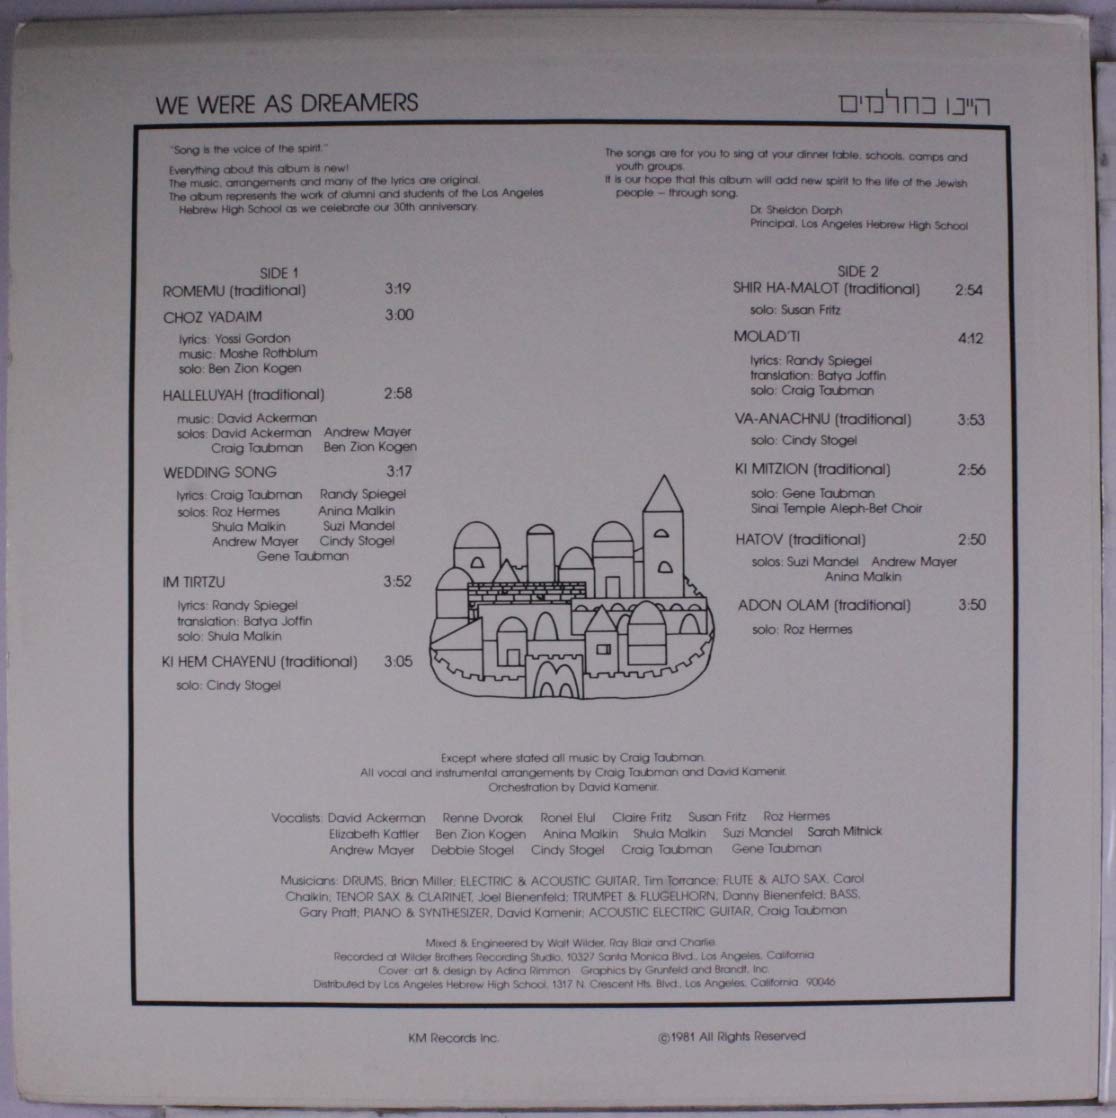 WE WERE AS DREAMERS
היינו כחלמים
"Song is the voice of the spirit."
Everything about this album is new!
The music, arrangements and many of the lyrics are original.
The album represents the work of alumni and students of the Los Angeles
Hebrew High School as we celebrate our 30th anniversary.
The songs are for you to sing at your dinner table, schools, camps and
youth groups.
It is our hope that this album will add new spirit to the life of the Jewish
people — through song.
Dr. Sheldon Dorph
Principal, Los Angeles Hebrew High School
SIDE 1
ROMEMU (traditional) 3:19
CHOZ YADAIM 3:00
lyrics: Yossi Gordon
music: Moshe Rothblum
solo: Ben Zion Kogen
HALLELUYAH (traditional) 2:58
music: David Ackerman
solos: David Ackerman Andrew Mayer
Craig Taubman Ben Zion Kogen
WEDDING SONG 3:17
lyrics: Craig Taubman Randy Spiegel
solos: Roz Hermes Anina Malkin
Shula Malkin Suzi Mandel
Andrew Mayer Cindy Stogel
Gene Taubman
IM TIRTZU 3:52
lyrics: Randy Spiegel
translation: Batya Joffin
solo: Shula Malkin
KI HEM CHAYENU (traditional) 3:05
solo: Cindy Stogel
SIDE 2
SHIR HA-MALOT (traditional) 2:54
solo: Susan Fritz
MOLAD'TI 4:12
lyrics: Randy Spiegel
translation: Batya Joffin
solo: Craig Taubman
VA-ANACHNU (traditional) 3:53
solo: Cindy Stogel
KI MITZION (traditional) 2:56
solo: Gene Taubman
Sinai Temple Aleph-Bet Choir
HATOV (traditional) 2:50
solos: Suzi Mandel Andrew Mayer
Anina Malkin
ADON OLAM (traditional) 3:50
solo: Roz Hermes
Except where stated all music by Craig Taubman.
All vocal and instrumental arrangements by Craig Taubman and David Kamenir.
Orchestration by David Kamenir.
Vocalists: David Ackerman Renne Dvorak Ronel Elul Claire Fritz Susan Fritz Roz Hermes
Elizabeth Kattler Ben Zion Kogen Anina Malkin Shula Malkin Suzi Mandel Sarah Mitnick
Andrew Mayer Debbie Stogel Cindy Stogel Craig Taubman Gene Taubman
Musicians: DRUMS, Brian Miller; ELECTRIC & ACOUSTIC GUITAR, Tim Torrance; FLUTE & ALTO SAX, Carol
Chaikin; TENOR SAX & CLARINET, Joel Bienenfeld; TRUMPET & FLUGELHORN, Danny Bienenfeld; BASS,
Gary Pratt; PIANO & SYNTHESIZER, David Kamenir; ACOUSTIC ELECTRIC GUITAR, Craig Taubman
Mixed & Engineered by Walt Wilder, Ray Blair and Charlie.
Recorded at Wilder Brothers Recording Studio, 10327 Santa Monica Blvd., Los Angeles, California
Cover art & design by Adina Rimmon Graphics by Grunfeld and Brandt, Inc.
Distributed by Los Angeles Hebrew High School, 1317 N. Crescent Hts. Blvd., Los Angeles, California 90046
KM Records Inc.
©1981 All Rights Reserved